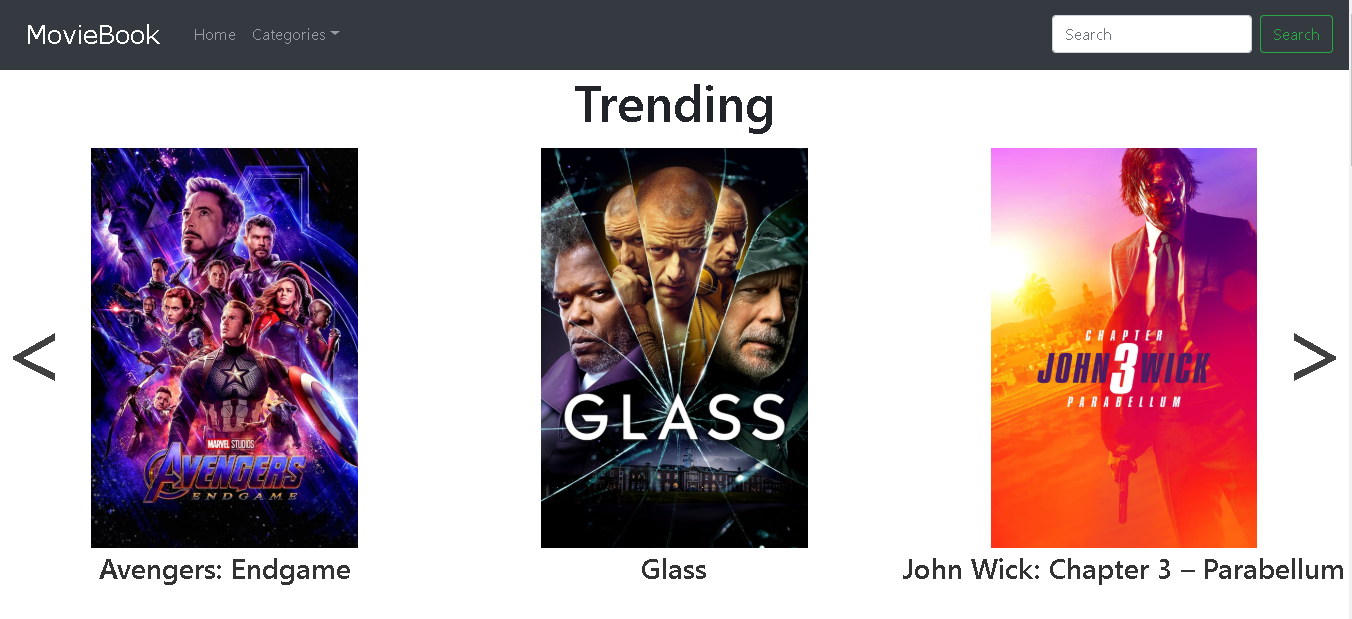 MovieBook Home Categories Search Search
Trending
MARVEL STUDIOS
AVENGERS
ENDGAME
GLASS
CHAPTER
JOHN 3 WICK
PARABELLUM
< >
Avengers: Endgame Glass John Wick: Chapter 3 – Parabellum